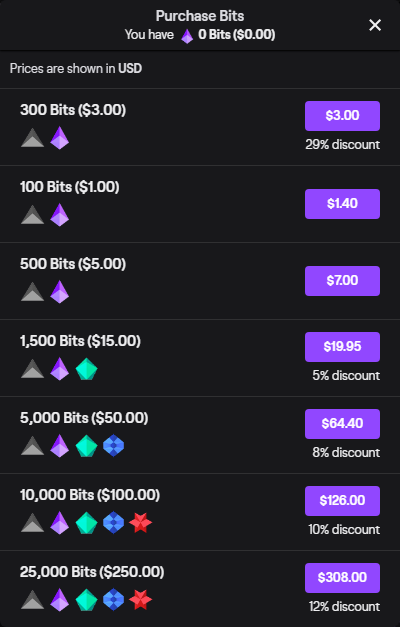 Purchase Bits
You have 0 Bits ($0.00)
Prices are shown in USD
300 Bits ($3.00)
$3.00
29% discount
100 Bits ($1.00)
$1.40
500 Bits ($5.00)
$7.00
1,500 Bits ($15.00)
$19.95
5% discount
5,000 Bits ($50.00)
$64.40
8% discount
10,000 Bits ($100.00)
$126.00
10% discount
25,000 Bits ($250.00)
$308.00
12% discount